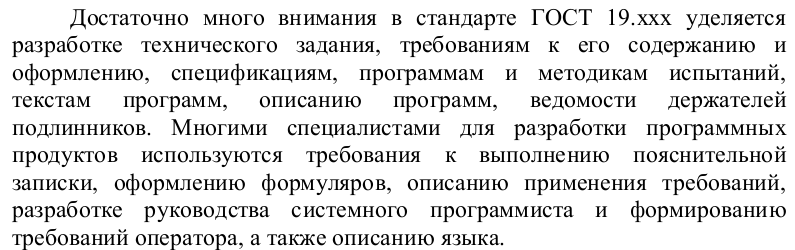 Достаточно много внимания в стандарте ГОСТ 19.xxx уделяется
разработке технического задания, требованиям к его содержанию и
оформлению, спецификациям, программам и методикам испытаний,
текстам программ, описанию программ, ведомости держателей
подлинников. Многими специалистами для разработки программных
продуктов используются требования к выполнению пояснительной
записки, оформлению формуляров, описанию применения требований,
разработке руководства системного программиста и формированию
требований оператора, а также описанию языка.